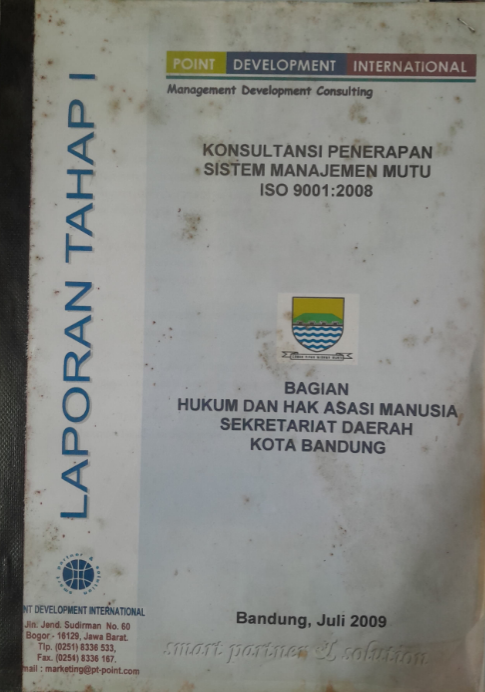 POINT DEVELOPMENT INTERNATIONAL
Management Development Consulting
KONSULTANSI PENERAPAN
SISTEM MANAJEMEN MUTU
ISO 9001:2008
BAGIAN
HUKUM DAN HAK ASASI MANUSIA
SEKRETARIAT DAERAH
KOTA BANDUNG
Bandung, Juli 2009
smart partner & solution
LAPORAN TAHAP I
NT DEVELOPMENT INTERNATIONAL
Jln. Jend. Sudirman No. 60
Bogor - 16129, Jawa Barat.
Tlp. (0251) 8336 533,
Fax. (0254) 8336 167.
mail : marketing@pt-point.com